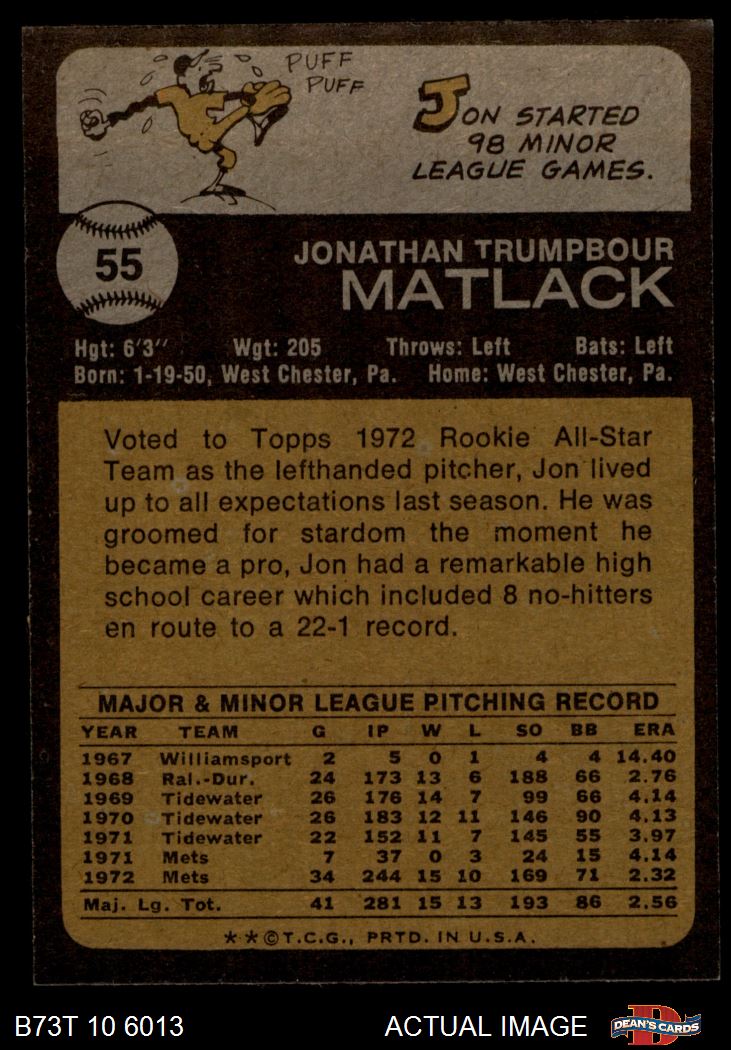 PUFF
PUFF
JON STARTED
98 MINOR
LEAGUE GAMES.
55
JONATHAN TRUMPBOUR
MATLACK
Hgt: 6'3" Wgt: 205 Throws: Left Bats: Left
Born: 1-19-50, West Chester, Pa. Home: West Chester, Pa.
Voted to Topps 1972 Rookie All-Star
Team as the lefthanded pitcher, Jon lived
up to all expectations last season. He was
groomed for stardom the moment he
became a pro, Jon had a remarkable high
school career which included 8 no-hitters
en route to a 22-1 record.
MAJOR & MINOR LEAGUE PITCHING RECORD
YEAR TEAM G IP W L SO BB ERA
1967 Williamsport 2 5 0 1 4 4 14.40
1968 Ral.-Dur. 24 173 13 6 188 66 2.76
1969 Tidewater 26 176 14 7 99 66 4.14
1970 Tidewater 26 183 12 11 146 90 4.13
1971 Tidewater 22 152 11 7 145 55 3.97
1971 Mets 7 37 0 3 24 15 4.14
1972 Mets 34 244 15 10 169 71 2.32
Maj. Lg. Tot. 41 281 15 13 193 86 2.56
**©T.C.G., PRTD. IN U.S.A.
B73T 10 6013 ACTUAL IMAGE D DEAN'S CARDS